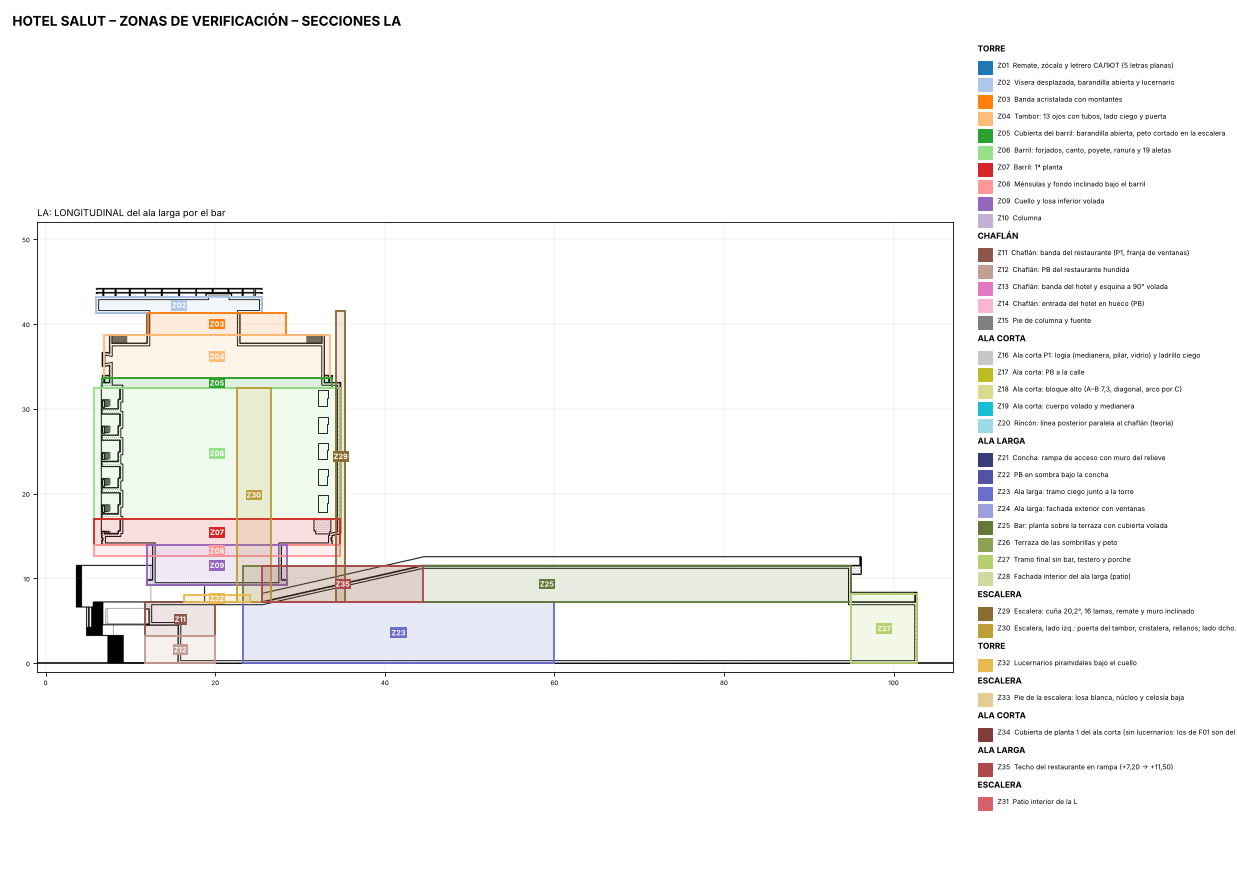 HOTEL SALUT – ZONAS DE VERIFICACIÓN – SECCIONES LA
LA: LONGITUDINAL del ala larga por el bar
50
40
30
20
10
0
0
20
40
60
80
100
Z02
Z03
Z04
Z05
Z06
Z29
Z30
Z07
Z08
Z09
Z35
Z25
Z32
Z11
Z23
Z27
Z12
TORRE
Z01 Remate, zócalo y letrero САЛЮТ (5 letras planas)
Z02 Visera desplazada, barandilla abierta y lucernario
Z03 Banda acristalada con montantes
Z04 Tambor: 13 ojos con tubos, lado ciego y puerta
Z05 Cubierta del barril: barandilla abierta, peto cortado en la escalera
Z06 Barril: forjados, canto, poyete, ranura y 19 aletas
Z07 Barril: 1ª planta
Z08 Ménsulas y fondo inclinado bajo el barril
Z09 Cuello y losa inferior volada
Z10 Columna
CHAFLÁN
Z11 Chaflán: banda del restaurante (P1, franja de ventanas)
Z12 Chaflán: PB del restaurante hundida
Z13 Chaflán: banda del hotel y esquina a 90° volada
Z14 Chaflán: entrada del hotel en hueco (PB)
Z15 Pie de columna y fuente
ALA CORTA
Z16 Ala corta P1: logia (medianera, pilar, vidrio) y ladrillo ciego
Z17 Ala corta: PB a la calle
Z18 Ala corta: bloque alto (A–B 7,3, diagonal, arco por C)
Z19 Ala corta: cuerpo volado y medianera
Z20 Rincón: línea posterior paralela al chaflán (teoría)
ALA LARGA
Z21 Concha: rampa de acceso con muro del relieve
Z22 PB en sombra bajo la concha
Z23 Ala larga: tramo ciego junto a la torre
Z24 Ala larga: fachada exterior con ventanas
Z25 Bar: planta sobre la terraza con cubierta volada
Z26 Terraza de las sombrillas y peto
Z27 Tramo final sin bar, testero y porche
Z28 Fachada interior del ala larga (patio)
ESCALERA
Z29 Escalera: cuña 20,2°, 16 lamas, remate y muro inclinado
Z30 Escalera, lado izq.: puerta del tambor, cristalera, rellanos; lado dcho.
TORRE
Z32 Lucernarios piramidales bajo el cuello
ESCALERA
Z33 Pie de la escalera: losa blanca, núcleo y celosía baja
ALA CORTA
Z34 Cubierta de planta 1 del ala corta (sin lucernarios: los de F01 son del
ALA LARGA
Z35 Techo del restaurante en rampa (+7,20 → +11,50)
ESCALERA
Z31 Patio interior de la L